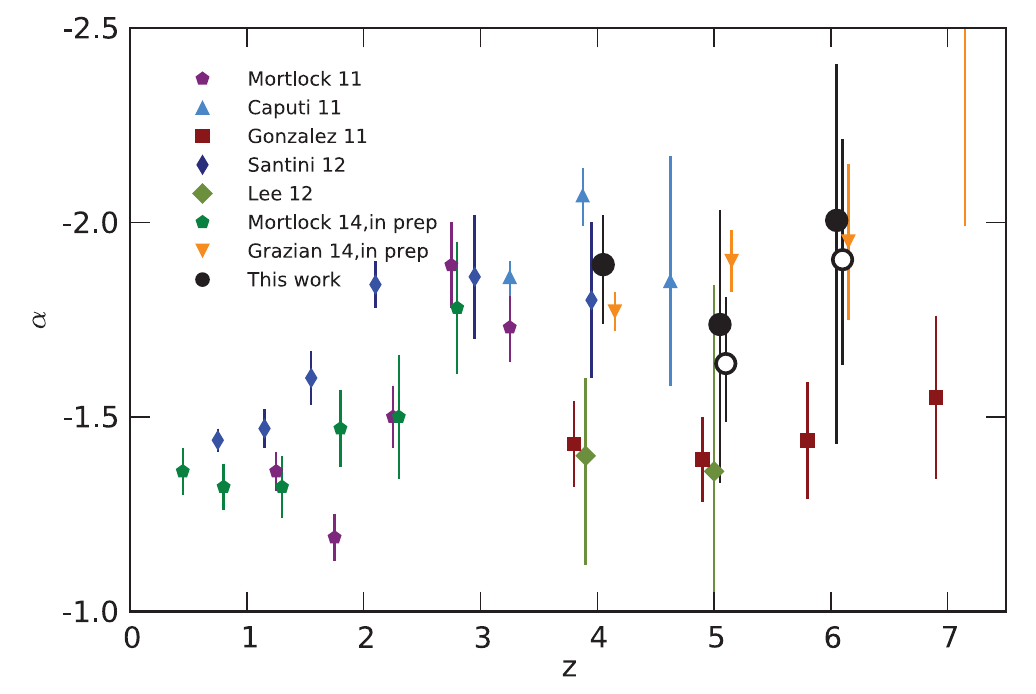 -2.5
Mortlock 11
Caputi 11
Gonzalez 11
Santini 12
Lee 12
Mortlock 14,in prep
Grazian 14,in prep
This work
-2.0
α
-1.5
-1.0
0 1 2 3 4 5 6 7
z